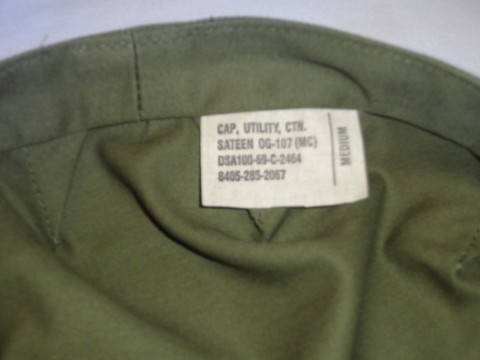 CAP, UTILITY, CTN.
SATEEN OG-107 (MC)
DSA100-69-C-2464
8405-285-2067
MEDIUM